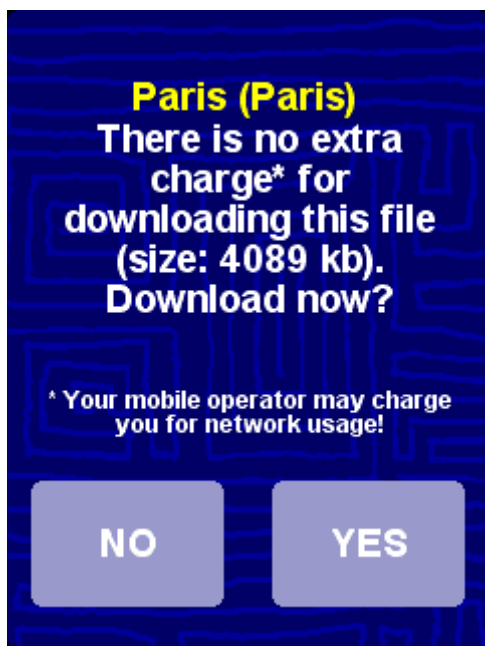 Paris (Paris)
There is no extra
charge* for
downloading this file
(size: 4089 kb).
Download now?
* Your mobile operator may charge
you for network usage!
NO
YES